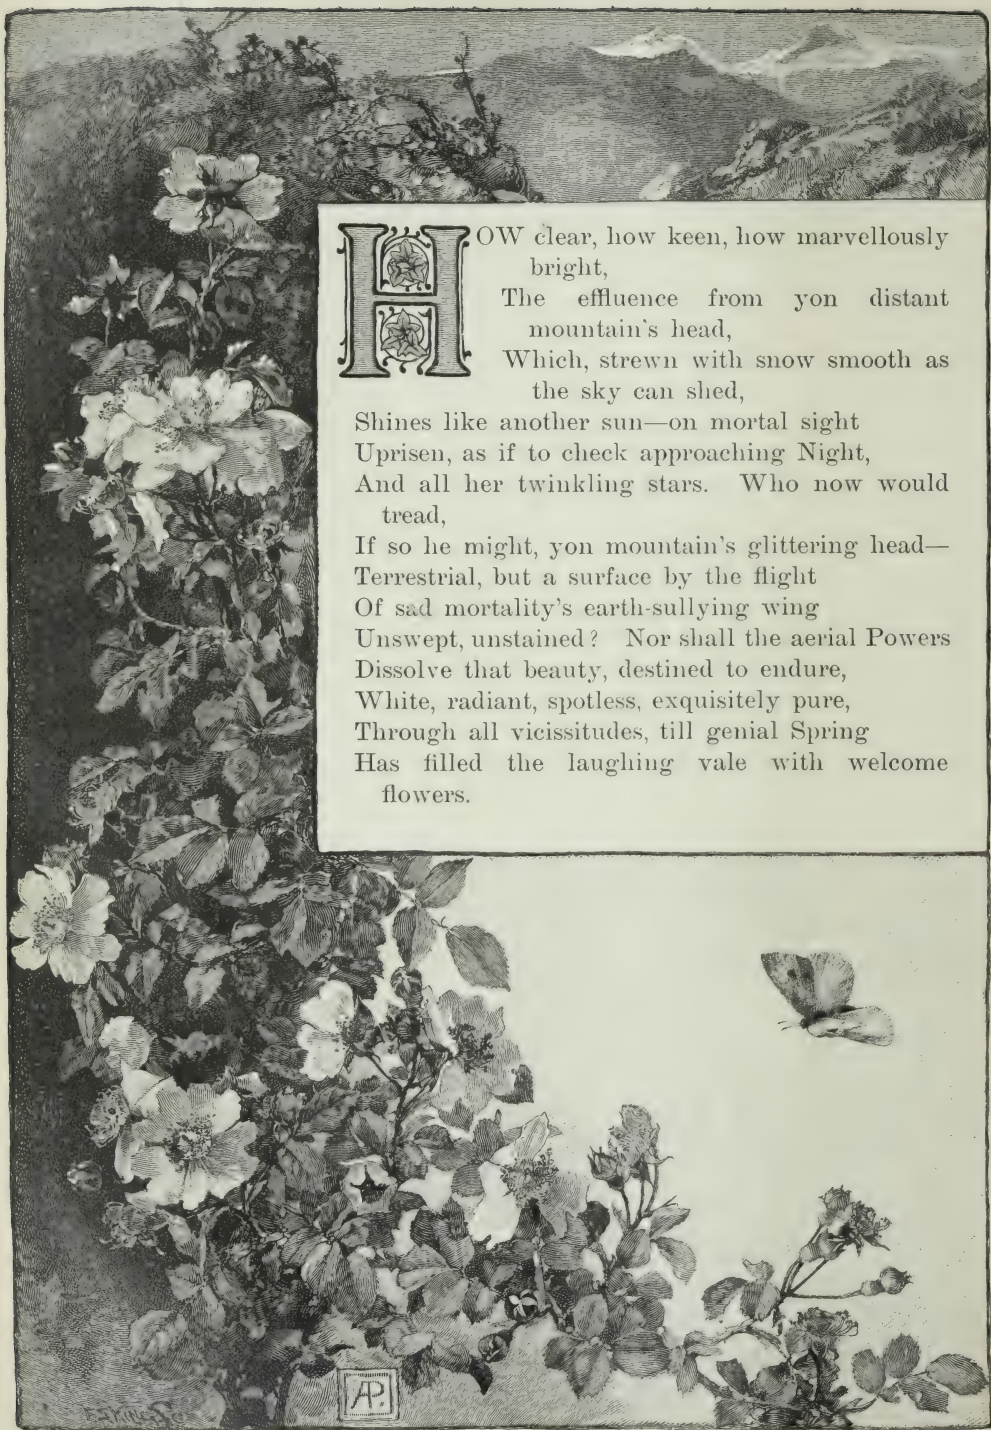 HOW clear, how keen, how marvellously
bright,
The effluence from yon distant
mountain's head,
Which, strewn with snow smooth as
the sky can shed,
Shines like another sun—on mortal sight
Uprisen, as if to check approaching Night,
And all her twinkling stars. Who now would
tread,
If so he might, yon mountain's glittering head—
Terrestrial, but a surface by the flight
Of sad mortality's earth-sullying wing
Unswept, unstained? Nor shall the aerial Powers
Dissolve that beauty, destined to endure,
White, radiant, spotless, exquisitely pure,
Through all vicissitudes, till genial Spring
Has filled the laughing vale with welcome
flowers.
AP.